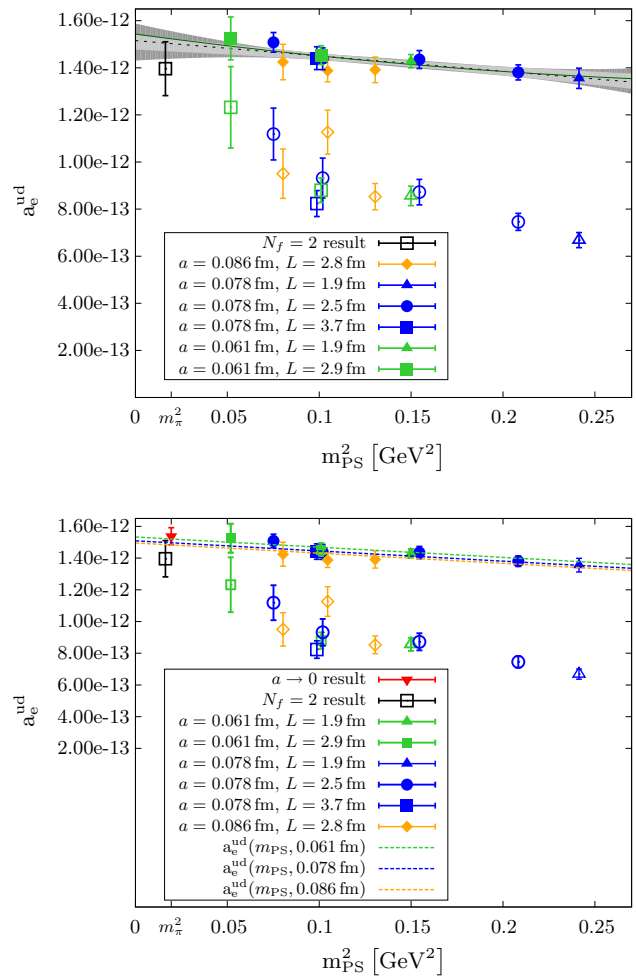 1.60e-12
1.40e-12
1.20e-12
1.00e-12
8.00e-13
6.00e-13
4.00e-13
2.00e-13
a_e^ud
N_f = 2 result
a = 0.086 fm, L = 2.8 fm
a = 0.078 fm, L = 1.9 fm
a = 0.078 fm, L = 2.5 fm
a = 0.078 fm, L = 3.7 fm
a = 0.061 fm, L = 1.9 fm
a = 0.061 fm, L = 2.9 fm
0 m_π^2 0.05 0.1 0.15 0.2 0.25
m_PS^2 [GeV^2]
1.60e-12
1.40e-12
1.20e-12
1.00e-12
8.00e-13
6.00e-13
4.00e-13
2.00e-13
a_e^ud
a → 0 result
N_f = 2 result
a = 0.061 fm, L = 1.9 fm
a = 0.061 fm, L = 2.9 fm
a = 0.078 fm, L = 1.9 fm
a = 0.078 fm, L = 2.5 fm
a = 0.078 fm, L = 3.7 fm
a = 0.086 fm, L = 2.8 fm
a_e^ud(m_PS, 0.061 fm)
a_e^ud(m_PS, 0.078 fm)
a_e^ud(m_PS, 0.086 fm)
0 m_π^2 0.05 0.1 0.15 0.2 0.25
m_PS^2 [GeV^2]